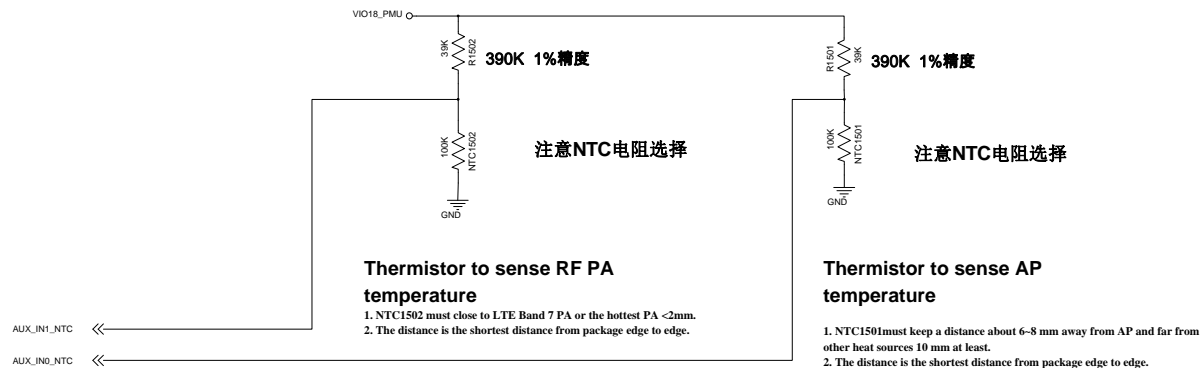 VIO18_PMU
39K
R1502
390K 1%精度
39K
R1501
390K 1%精度
100K
NTC1502
注意NTC电阻选择
100K
NTC1501
注意NTC电阻选择
GND
GND
Thermistor to sense RF PA
temperature
1. NTC1502 must close to LTE Band 7 PA or the hottest PA <2mm.
2. The distance is the shortest distance from package edge to edge.
Thermistor to sense AP
temperature
1. NTC1501must keep a distance about 6~8 mm away from AP and far from
other heat sources 10 mm at least.
2. The distance is the shortest distance from package edge to edge.
AUX_IN1_NTC
AUX_IN0_NTC